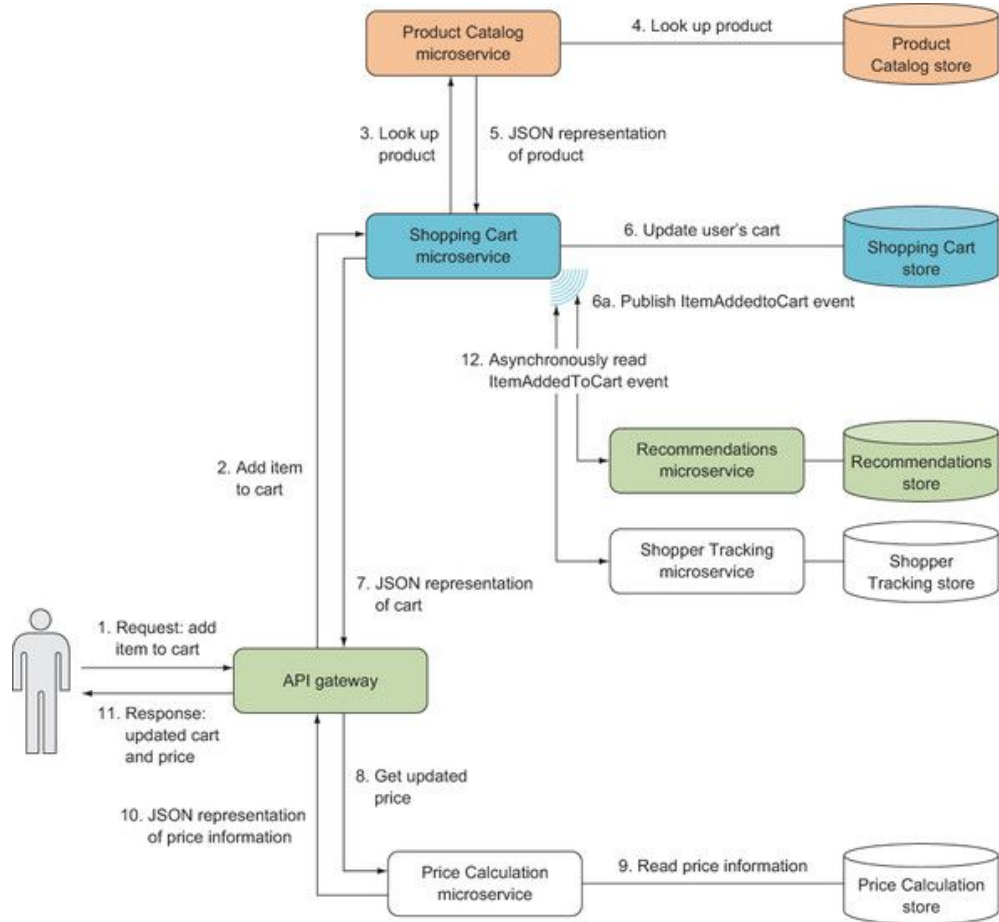 Product Catalog
microservice
4. Look up product
Product
Catalog store
3. Look up
product
5. JSON representation
of product
Shopping Cart
microservice
6. Update user's cart
Shopping Cart
store
6a. Publish ItemAddedtoCart event
12. Asynchronously read
ItemAddedToCart event
Recommendations
microservice
Recommendations
store
2. Add item
to cart
Shopper Tracking
microservice
Shopper
Tracking store
7. JSON representation
of cart
1. Request: add
item to cart
API gateway
11. Response:
updated cart
and price
8. Get updated
price
10. JSON representation
of price information
Price Calculation
microservice
9. Read price information
Price Calculation
store